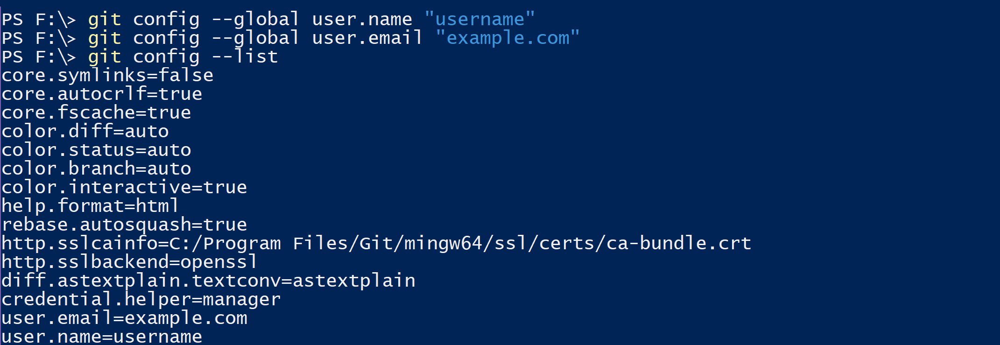 PS F:\> git config --global user.name "username"
PS F:\> git config --global user.email "example.com"
PS F:\> git config --list
core.symlinks=false
core.autocrlf=true
core.fscache=true
color.diff=auto
color.status=auto
color.branch=auto
color.interactive=true
help.format=html
rebase.autosquash=true
http.sslcainfo=C:/Program Files/Git/mingw64/ssl/certs/ca-bundle.crt
http.sslbackend=openssl
diff.astextplain.textconv=astextplain
credential.helper=manager
user.email=example.com
user.name=username